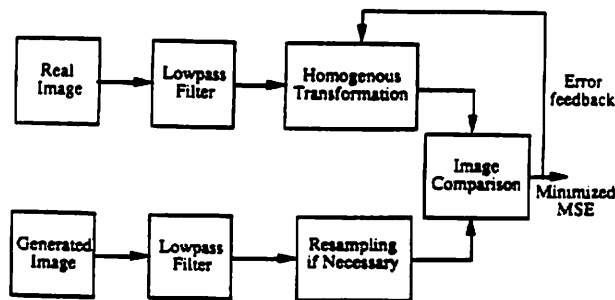 Real
Image
Lowpass
Filter
Homogenous
Transformation
Error
feedback
Image
Comparison
Minimized
MSE
Generated
Image
Lowpass
Filter
Resampling
if Necessary